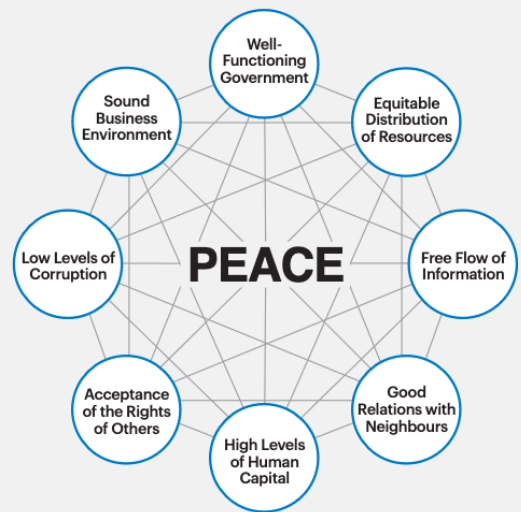 Well-
Functioning
Government
Sound
Business
Environment
Equitable
Distribution
of Resources
Low Levels of
Corruption
PEACE
Free Flow of
Information
Acceptance
of the Rights
of Others
Good
Relations with
Neighbours
High Levels
of Human
Capital